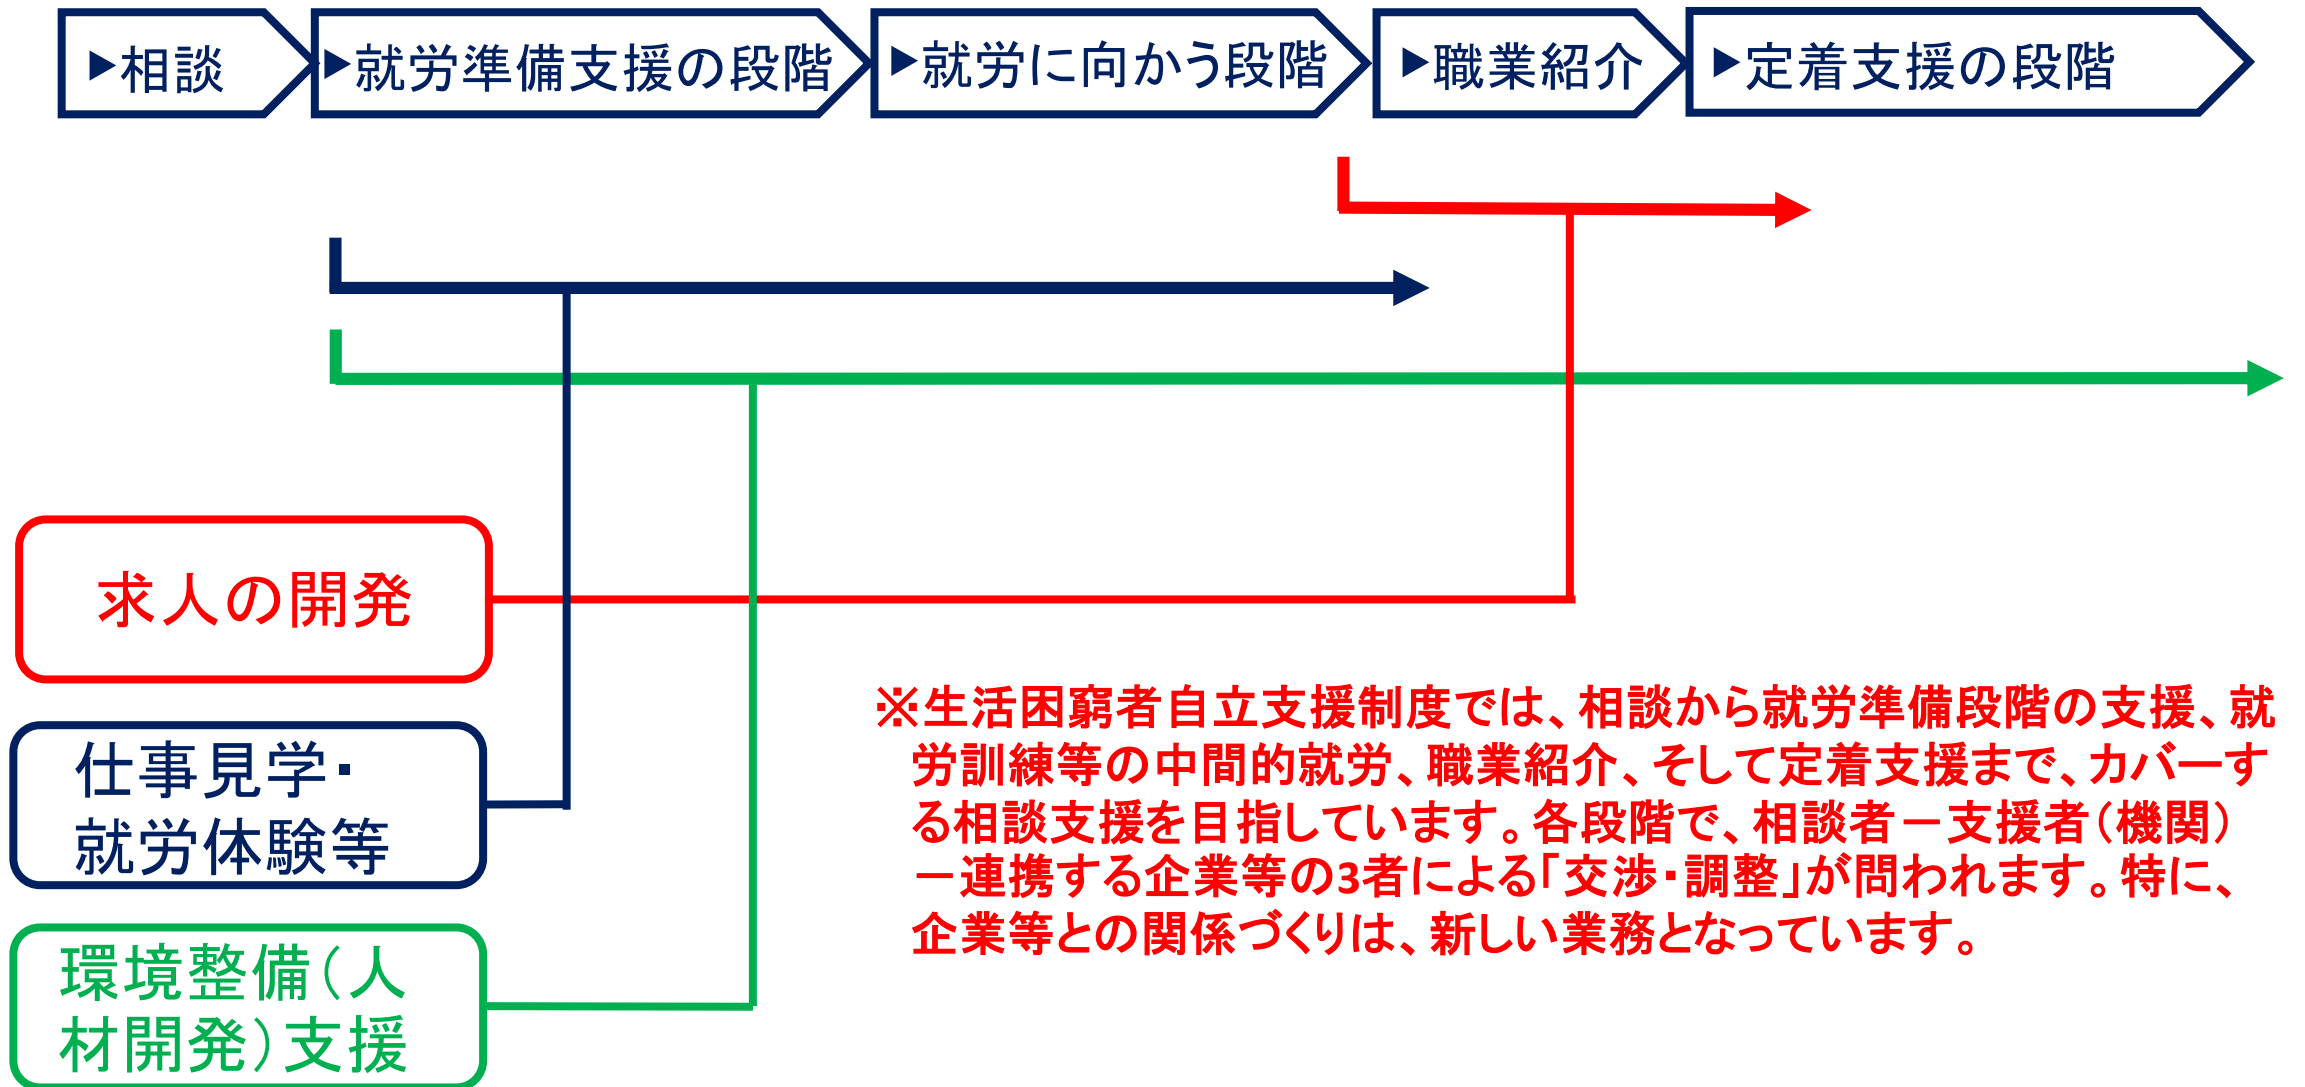 ▶相談
▶就労準備支援の段階
▶就労に向かう段階
▶職業紹介
▶定着支援の段階
求人の開発
仕事見学・
就労体験等
環境整備(人
材開発)支援
※生活困窮者自立支援制度では、相談から就労準備段階の支援、就
労訓練等の中間的就労、職業紹介、そして定着支援まで、カバーす
る相談支援を目指しています。各段階で、相談者－支援者(機関)
－連携する企業等の3者による「交渉・調整」が問われます。特に、
企業等との関係づくりは、新しい業務となっています。